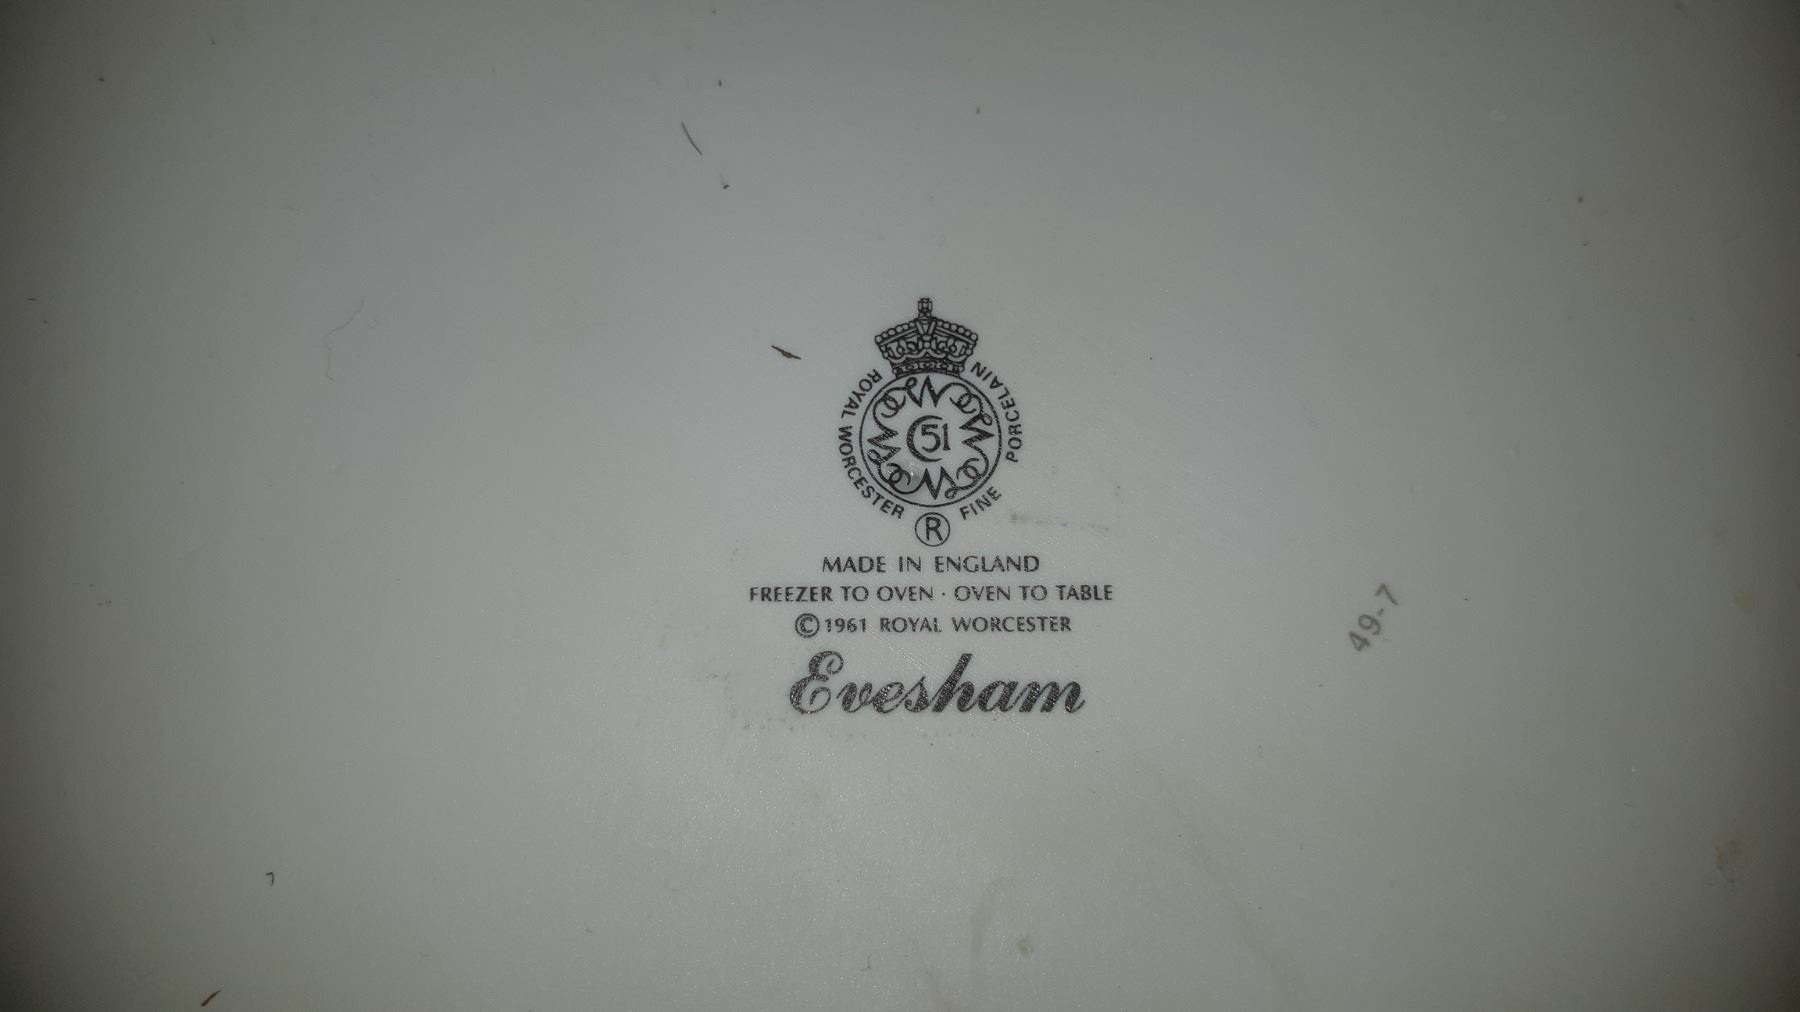 ROYAL WORCESTER FINE PORCELAIN
C51
®
MADE IN ENGLAND
FREEZER TO OVEN · OVEN TO TABLE
© 1961 ROYAL WORCESTER
Evesham
49-7